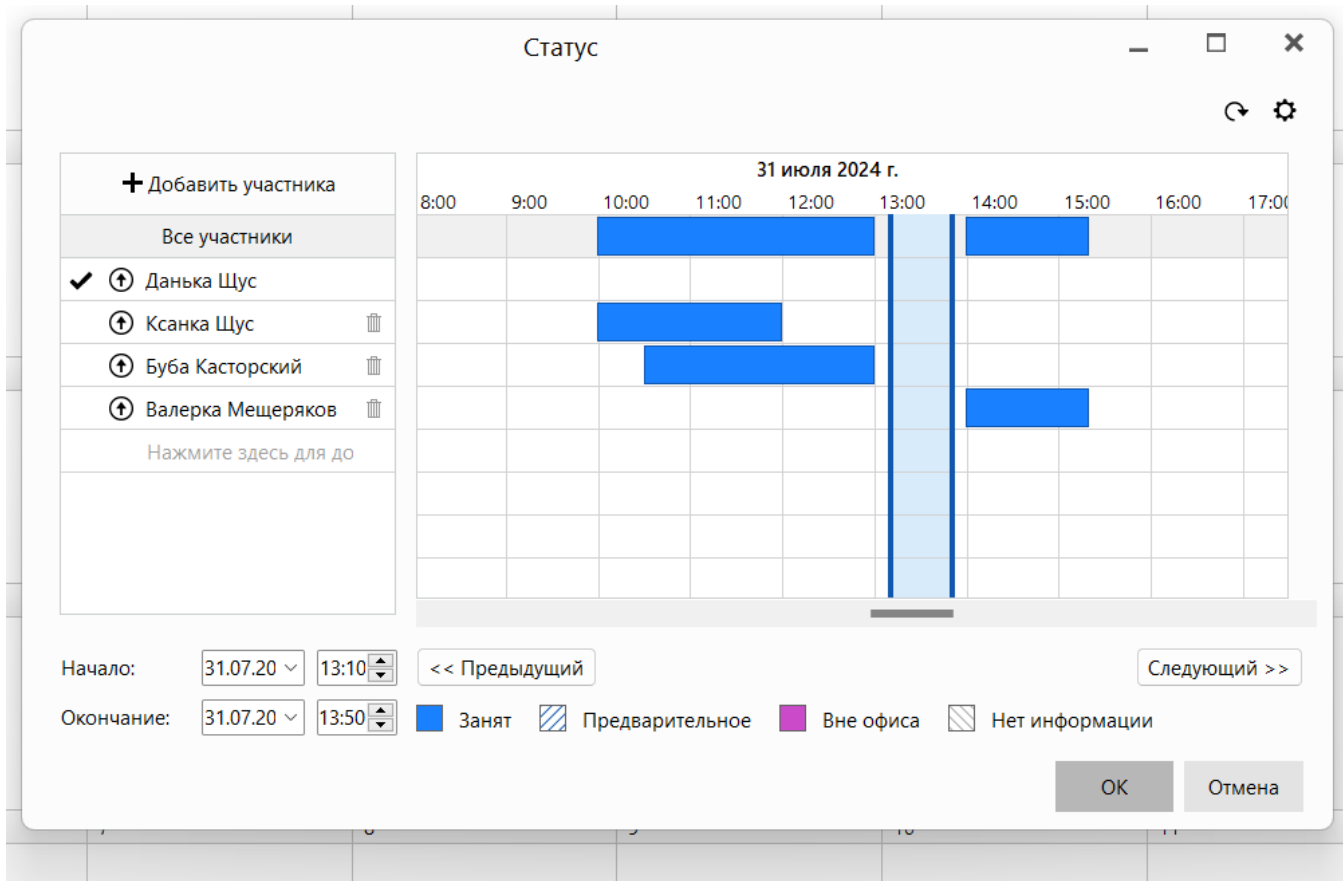 Статус
Добавить участника
31 июля 2024 г.
8:00 9:00 10:00 11:00 12:00 13:00 14:00 15:00 16:00 17:00
Все участники
Данька Щус
Ксанка Щус
Буба Касторский
Валерка Мещеряков
Нажмите здесь для до
Начало: 31.07.20 13:10 << Предыдущий Следующий >>
Окончание: 31.07.20 13:50 Занят Предварительное Вне офиса Нет информации
ОК Отмена